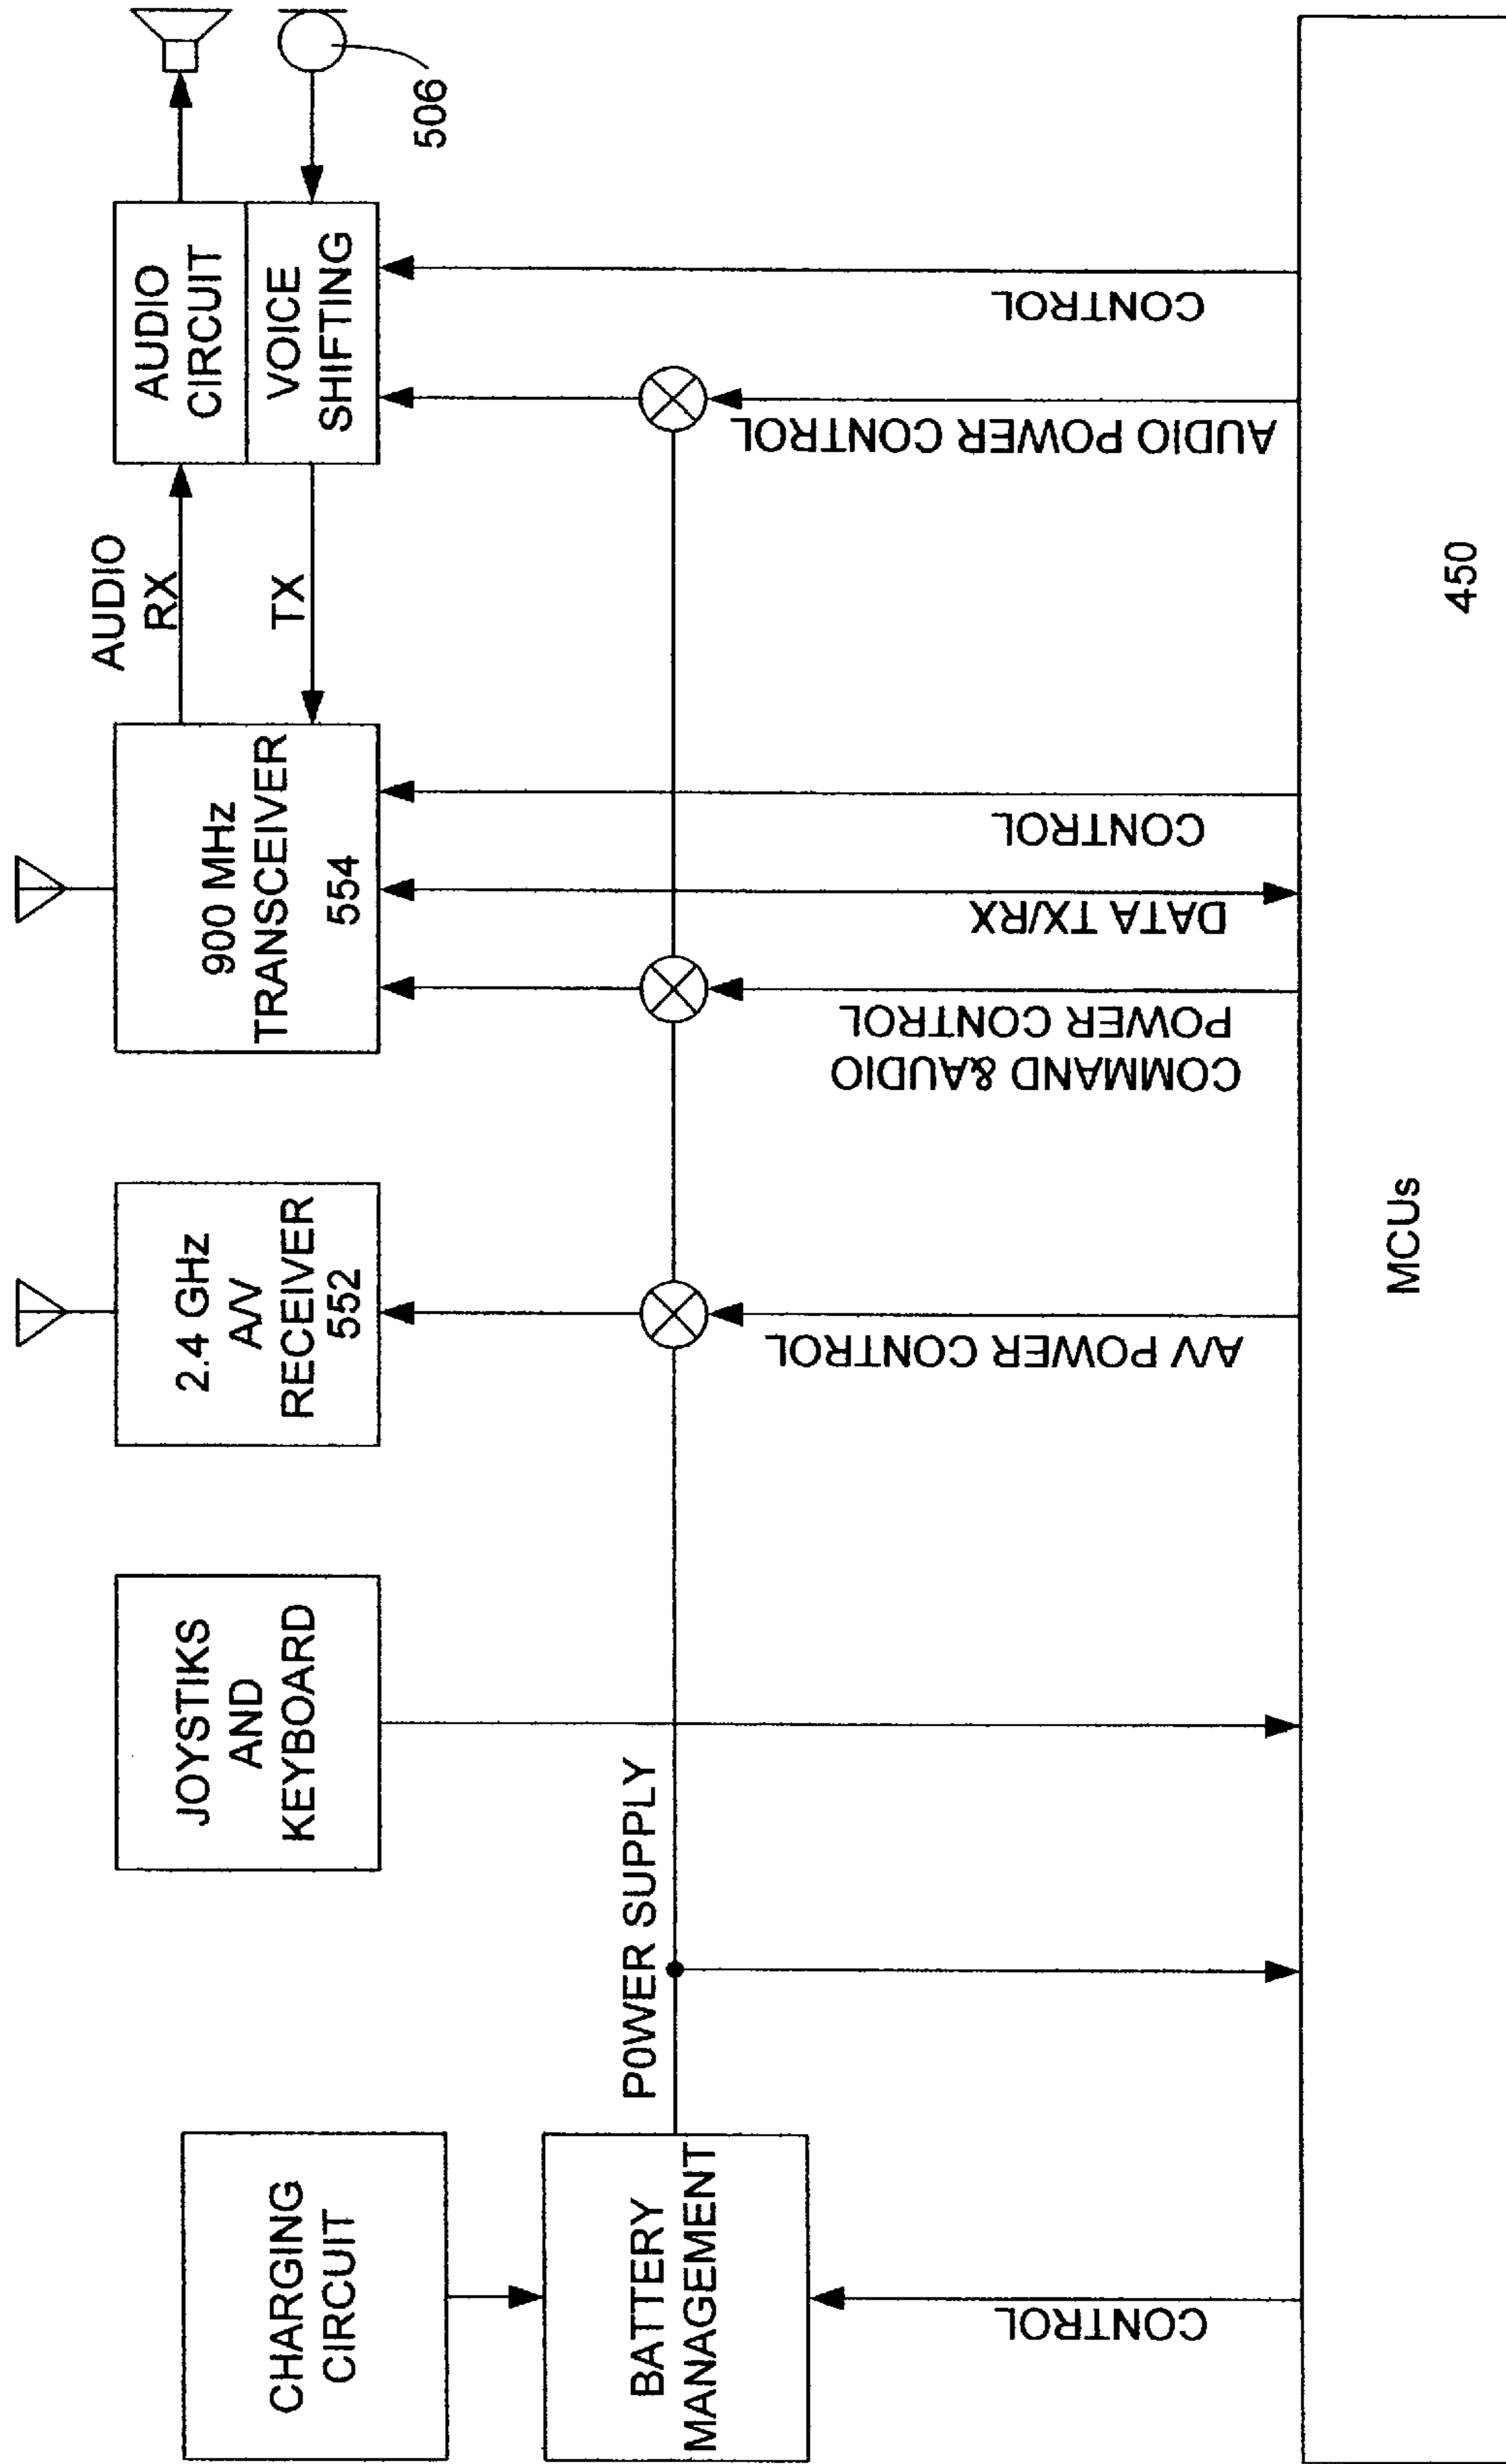 CHARGING
CIRCUIT
BATTERY
MANAGEMENT
CONTROL
P0WER SUPPLY
JOYSTIKS
AND
KEYBOARD
2.4 GHz
A/V
RECEIVER
552
A/V POWER CONTROL
900 MHz
TRANSCEIVER
554
COMMAND &AUDIO
POWER CONTROL
DATA TX/RX
CONTROL
AUDIO
RX
TX
AUDIO
CIRCUIT
VOICE
SHIFTING
506
AUDIO POWER CONTROL
CONTROL
MCUs
450